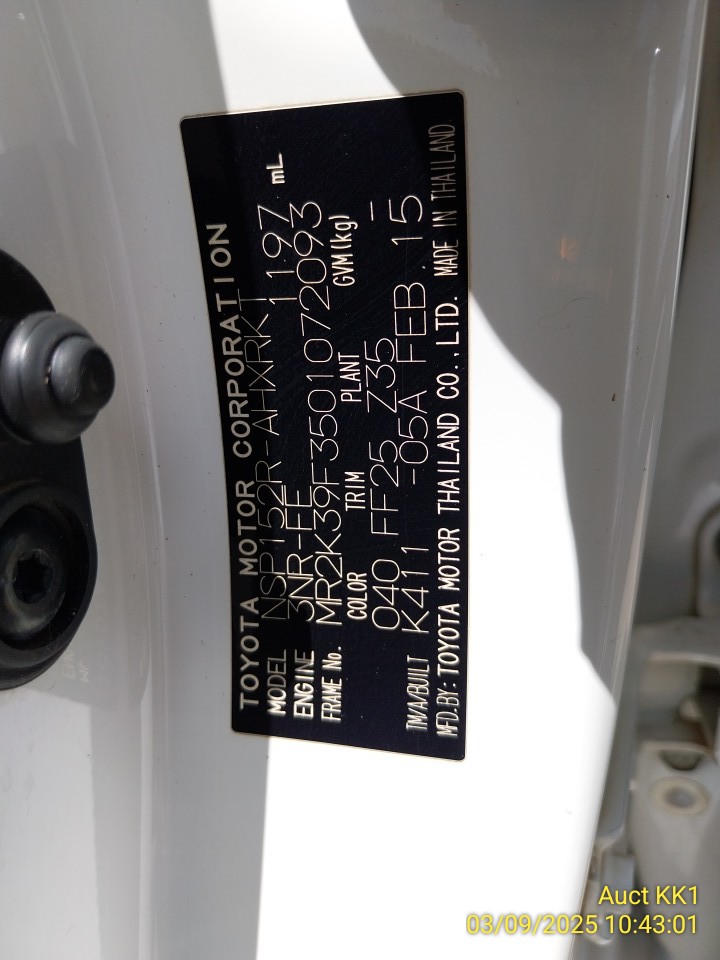 TOYOTA MOTOR CORPORATION
MODEL NSP152R-AHXRKT
ENGINE 3NR-FE 1197 mL
FRAME No. MR2K39F3501072093
COLOR TRIM PLANT GVM(kg)
040 FF25 Z35 —
TM/A/BUILT K411 -05A FEB .15
MFD.BY: TOYOTA MOTOR THAILAND CO.,LTD. MADE IN THAILAND
Auct KK1
03/09/2025 10:43:01